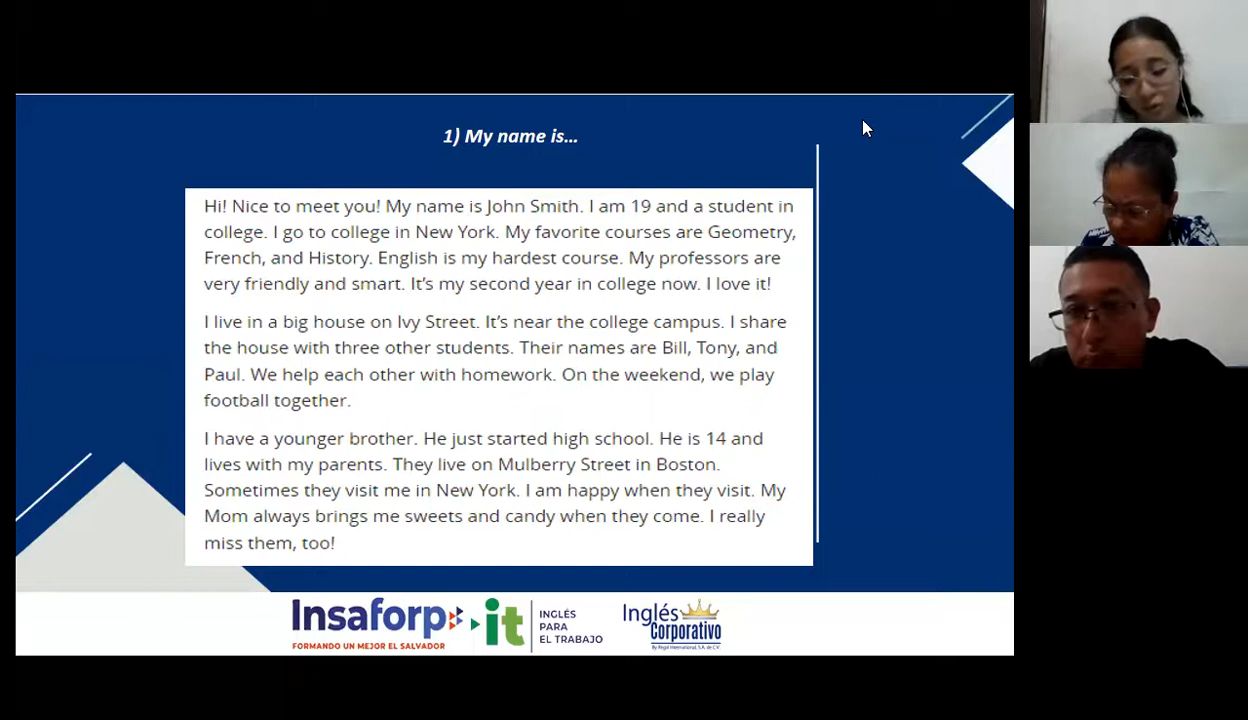 1) My name is...
Hi! Nice to meet you! My name is John Smith. I am 19 and a student in
college. I go to college in New York. My favorite courses are Geometry,
French, and History. English is my hardest course. My professors are
very friendly and smart. It's my second year in college now. I love it!
I live in a big house on Ivy Street. It's near the college campus. I share
the house with three other students. Their names are Bill, Tony, and
Paul. We help each other with homework. On the weekend, we play
football together.
I have a younger brother. He just started high school. He is 14 and
lives with my parents. They live on Mulberry Street in Boston.
Sometimes they visit me in New York. I am happy when they visit. My
Mom always brings me sweets and candy when they come. I really
miss them, too!
Insaforp
FORMANDO UN MEJOR EL SALVADOR
it
INGLÉS
PARA
EL TRABAJO
Inglés
Corporativo
By Regal International, S.A. de C.V.